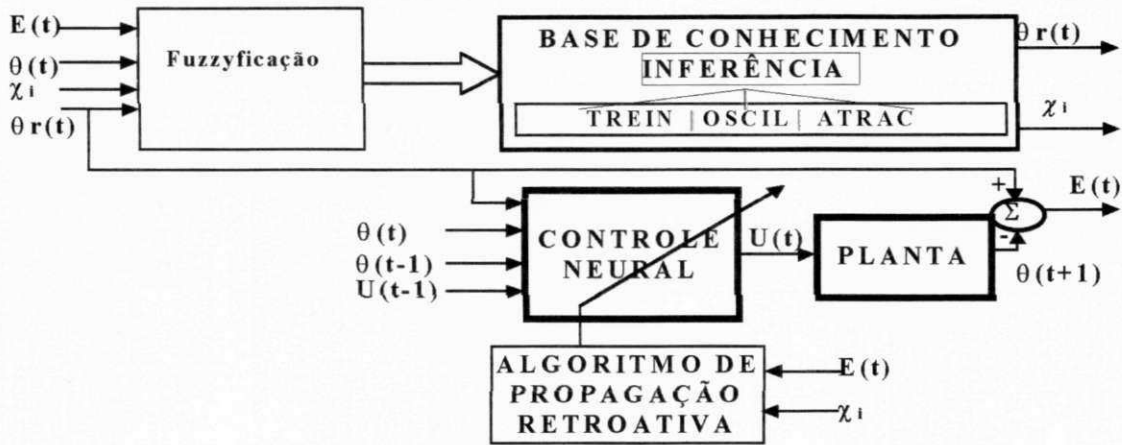 E(t)
θ(t)
χi
θr(t)
Fuzzyficação
BASE DE CONHECIMENTO
INFERÊNCIA
TREIN | OSCIL | ATRAC
θr(t)
χi
θ(t)
θ(t-1)
U(t-1)
CONTROLE
NEURAL
U(t)
PLANTA
+
Σ
-
E(t)
θ(t+1)
ALGORITMO DE
PROPAGAÇÃO
RETROATIVA
E(t)
χi